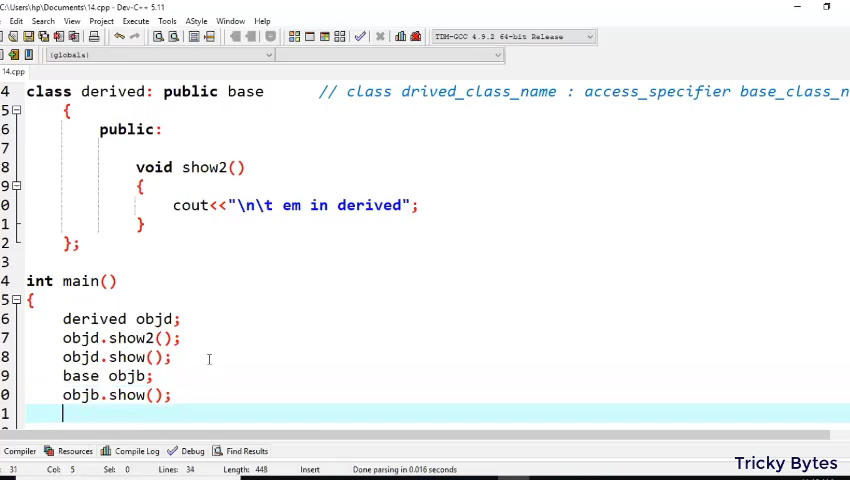 C:\Users\hp\Documents\14.cpp - Dev-C++ 5.11
Edit Search View Project Execute Tools AStyle Window Help
TDM-GCC 4.9.2 64-bit Release
(globals)
14.cpp
4 class derived: public base // class drived_class_name : access_specifier base_class_n
5 {
6 public:
7
8 void show2()
9 {
0 cout<<"\n\t em in derived";
1 }
2 };
3
4 int main()
5 {
6 derived objd;
7 objd.show2();
8 objd.show();
9 base objb;
0 objb.show();
1
Compiler Resources Compile Log Debug Find Results
31 Col: 5 Sel: 0 Lines: 34 Length: 448 Insert Done parsing in 0.016 seconds
Tricky Bytes